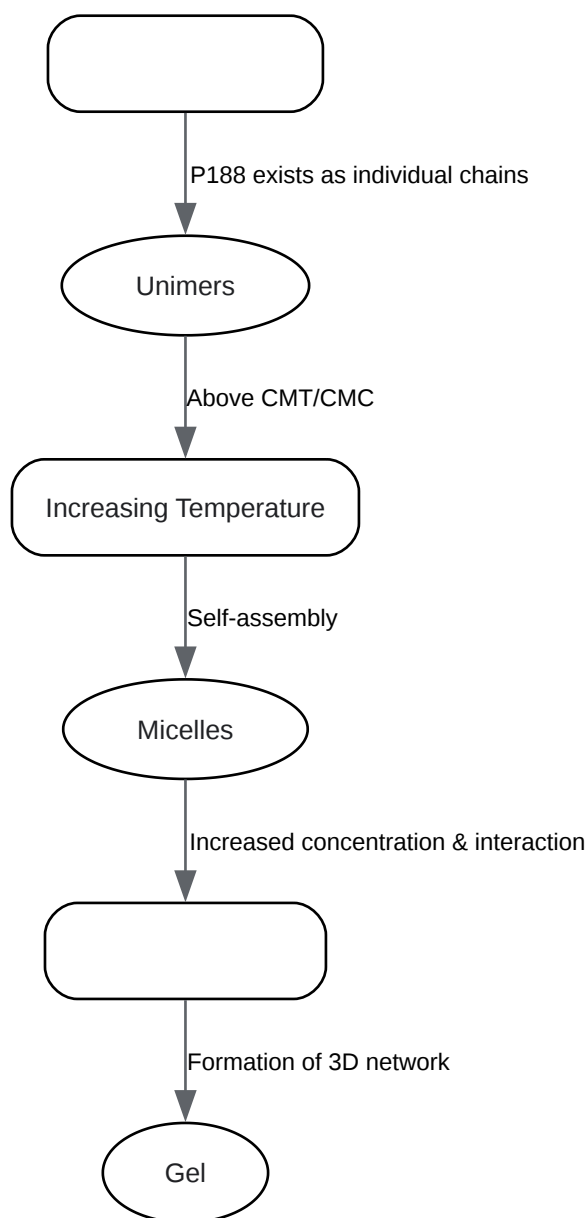 P188 exists as individual chains
Unimers
Above CMT/CMC
Increasing Temperature
Self-assembly
Micelles
Increased concentration & interaction
Formation of 3D network
Gel